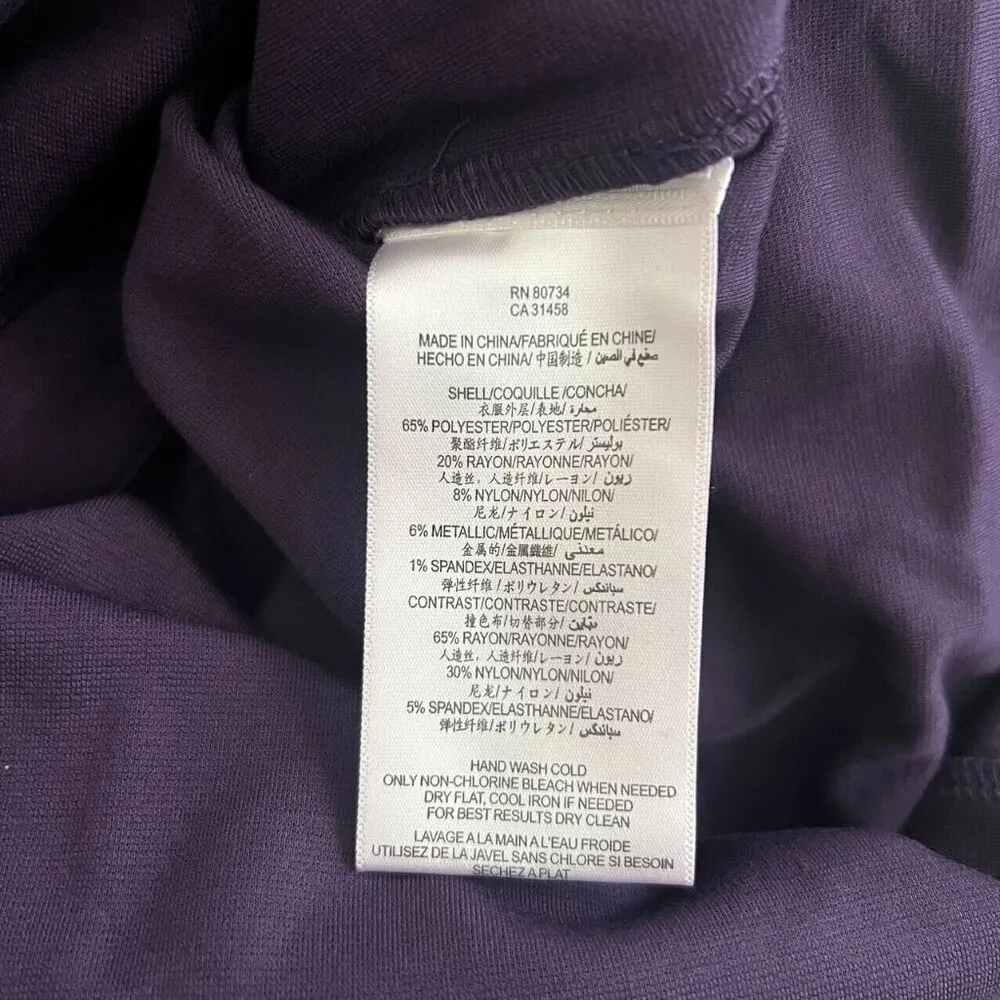 RN 80734
CA 31458
MADE IN CHINA/FABRIQUÉ EN CHINE/
HECHO EN CHINA/ 中国制造 / صنع في الصين
SHELL/COQUILLE /CONCHA/
衣服外层/表地/ محارة
65% POLYESTER/POLYESTER/POLIÉSTER/
聚酯纤维/ポリエステル/ بوليستر
20% RAYON/RAYONNE/RAYON/
人造丝，人造纤维/レーヨン/ ريون
8% NYLON/NYLON/NILON/
尼龙/ナイロン/ نيلون
6% METALLIC/MÉTALLIQUE/METÁLICO/
金属的/金属繊維/ معدني
1% SPANDEX/ELASTHANNE/ELASTANO/
弹性纤维/ポリウレタン/ سباندكس
CONTRAST/CONTRASTE/CONTRASTE/
撞色布/切替部分/ تباين
65% RAYON/RAYONNE/RAYON/
人造丝，人造纤维/レーヨン/ ريون
30% NYLON/NYLON/NILON/
尼龙/ナイロン/ نيلون
5% SPANDEX/ELASTHANNE/ELASTANO/
弹性纤维/ポリウレタン/ سباندكس
HAND WASH COLD
ONLY NON-CHLORINE BLEACH WHEN NEEDED
DRY FLAT, COOL IRON IF NEEDED
FOR BEST RESULTS DRY CLEAN
LAVAGE A LA MAIN A L'EAU FROIDE
UTILISEZ DE LA JAVEL SANS CHLORE SI BESOIN
SECHEZ A PLAT